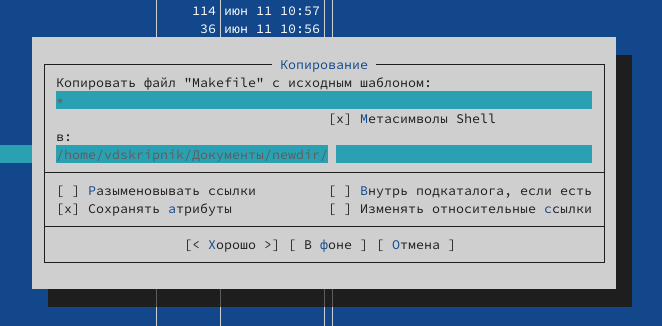 114 июн 11 10:57
36 июн 11 10:56
Копирование
Копировать файл "Makefile" с исходным шаблоном:
*
[x] Метасимволы Shell
в:
/home/vdskripnik/Документы/newdir/
[ ] Разыменовывать ссылки [ ] Внутрь подкаталога, если есть
[x] Сохранять атрибуты [ ] Изменять относительные ссылки
[< Хорошо >] [ В фоне ] [ Отмена ]